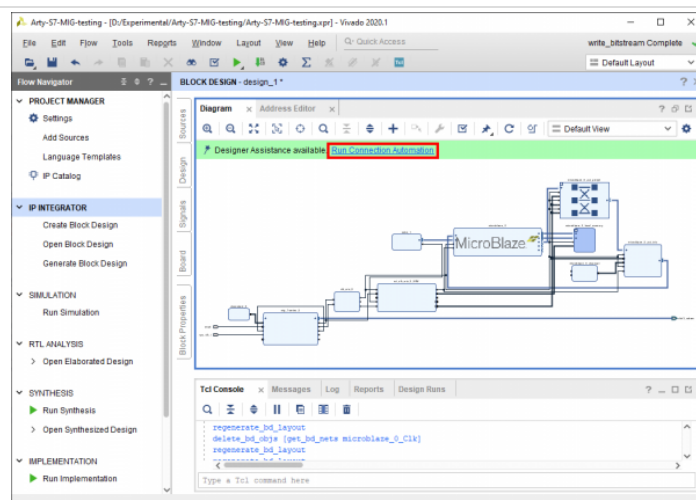 Arty-S7-MIG-testing - [D:/Experimental/Arty-S7-MIG-testing/Arty-S7-MIG-testing.xpr] - Vivado 2020.1
File Edit Flow Tools Reports Window Layout View Help Q- Quick Access
write_bitstream Complete
Default Layout
Flow Navigator
PROJECT MANAGER
Settings
Add Sources
Language Templates
IP Catalog
IP INTEGRATOR
Create Block Design
Open Block Design
Generate Block Design
SIMULATION
Run Simulation
RTL ANALYSIS
Open Elaborated Design
SYNTHESIS
Run Synthesis
Open Synthesized Design
IMPLEMENTATION
Run Implementation
BLOCK DESIGN - design_1 *
Sources
Design
Signals
Board
Block Properties
Diagram
Address Editor
Default View
Designer Assistance available. Run Connection Automation
MicroBlaze
Tcl Console Messages Log Reports Design Runs
regenerate_bd_layout
delete_bd_objs [get_bd_nets microblaze_0_Clk]
regenerate_bd_layout
Type a Tcl command here